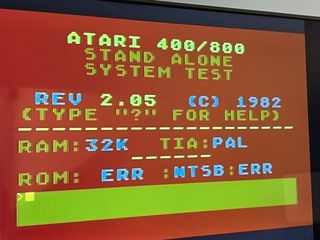 ATARI 400/800
STAND ALONE
SYSTEM TEST
REV 2.05 (C) 1982
(TYPE "?" FOR HELP)
RAM:32K TIA:PAL
ROM: ERR :NTSB:ERR
>